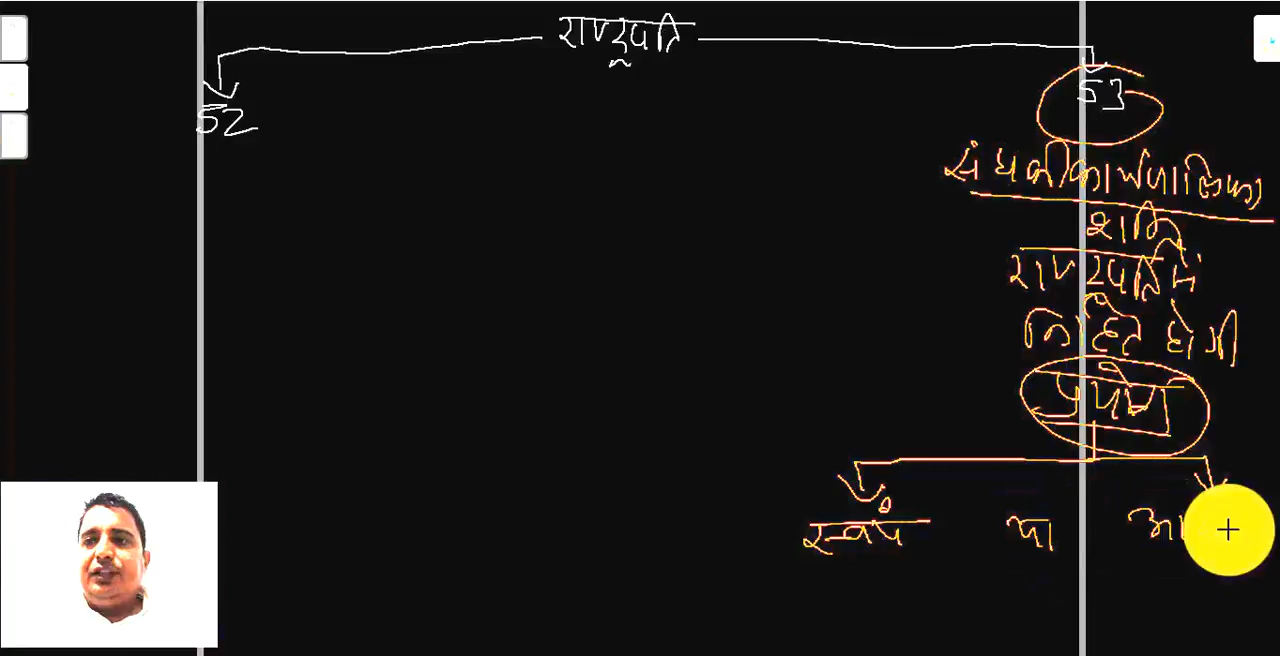 राष्ट्रपति
52
53
संघ की कार्यपालिका
शक्ति
राष्ट्रपति में
निहित होगी
प्रयोग
स्वयं या